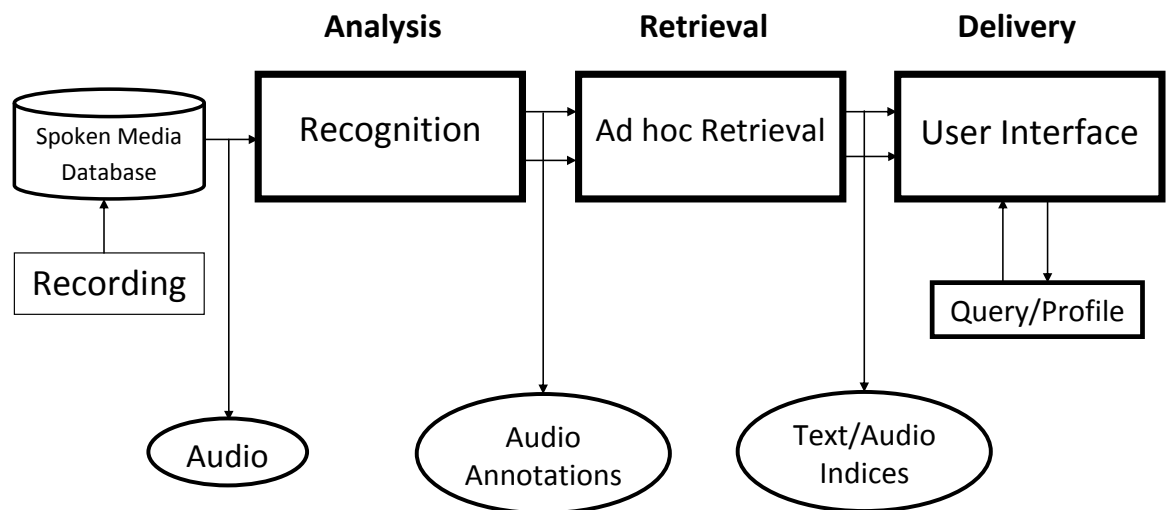 Analysis
Retrieval
Delivery
Spoken Media
Database
Recognition
Ad hoc Retrieval
User Interface
Recording
Query/Profile
Audio
Audio
Annotations
Text/Audio
Indices